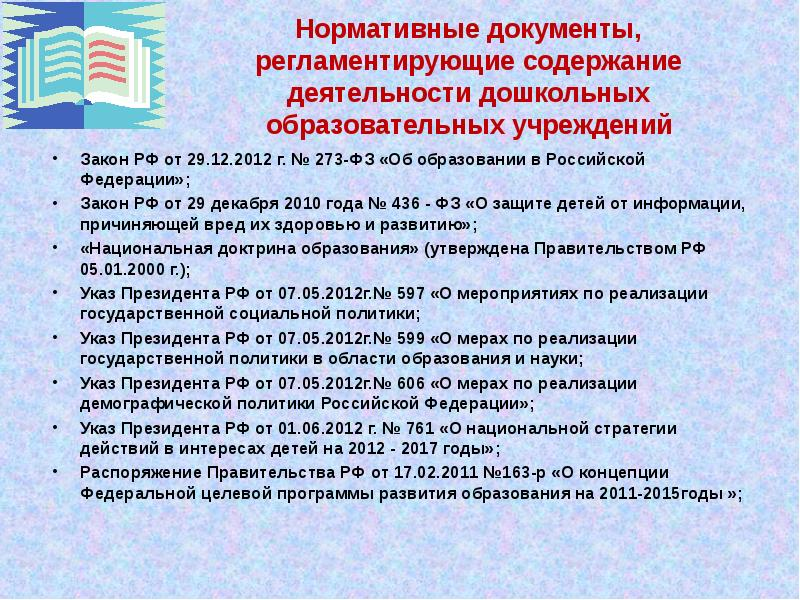 Нормативные документы,
регламентирующие содержание
деятельности дошкольных
образовательных учреждений
• Закон РФ от 29.12.2012 г. № 273-ФЗ «Об образовании в Российской
Федерации»;
• Закон РФ от 29 декабря 2010 года № 436 - ФЗ «О защите детей от информации,
причиняющей вред их здоровью и развитию»;
• «Национальная доктрина образования» (утверждена Правительством РФ
05.01.2000 г.);
• Указ Президента РФ от 07.05.2012г.№ 597 «О мероприятиях по реализации
государственной социальной политики;
• Указ Президента РФ от 07.05.2012г.№ 599 «О мерах по реализации
государственной политики в области образования и науки;
• Указ Президента РФ от 07.05.2012г.№ 606 «О мерах по реализации
демографической политики Российской Федерации»;
• Указ Президента РФ от 01.06.2012 г. № 761 «О национальной стратегии
действий в интересах детей на 2012 - 2017 годы»;
• Распоряжение Правительства РФ от 17.02.2011 №163-р «О концепции
Федеральной целевой программы развития образования на 2011-2015годы »;